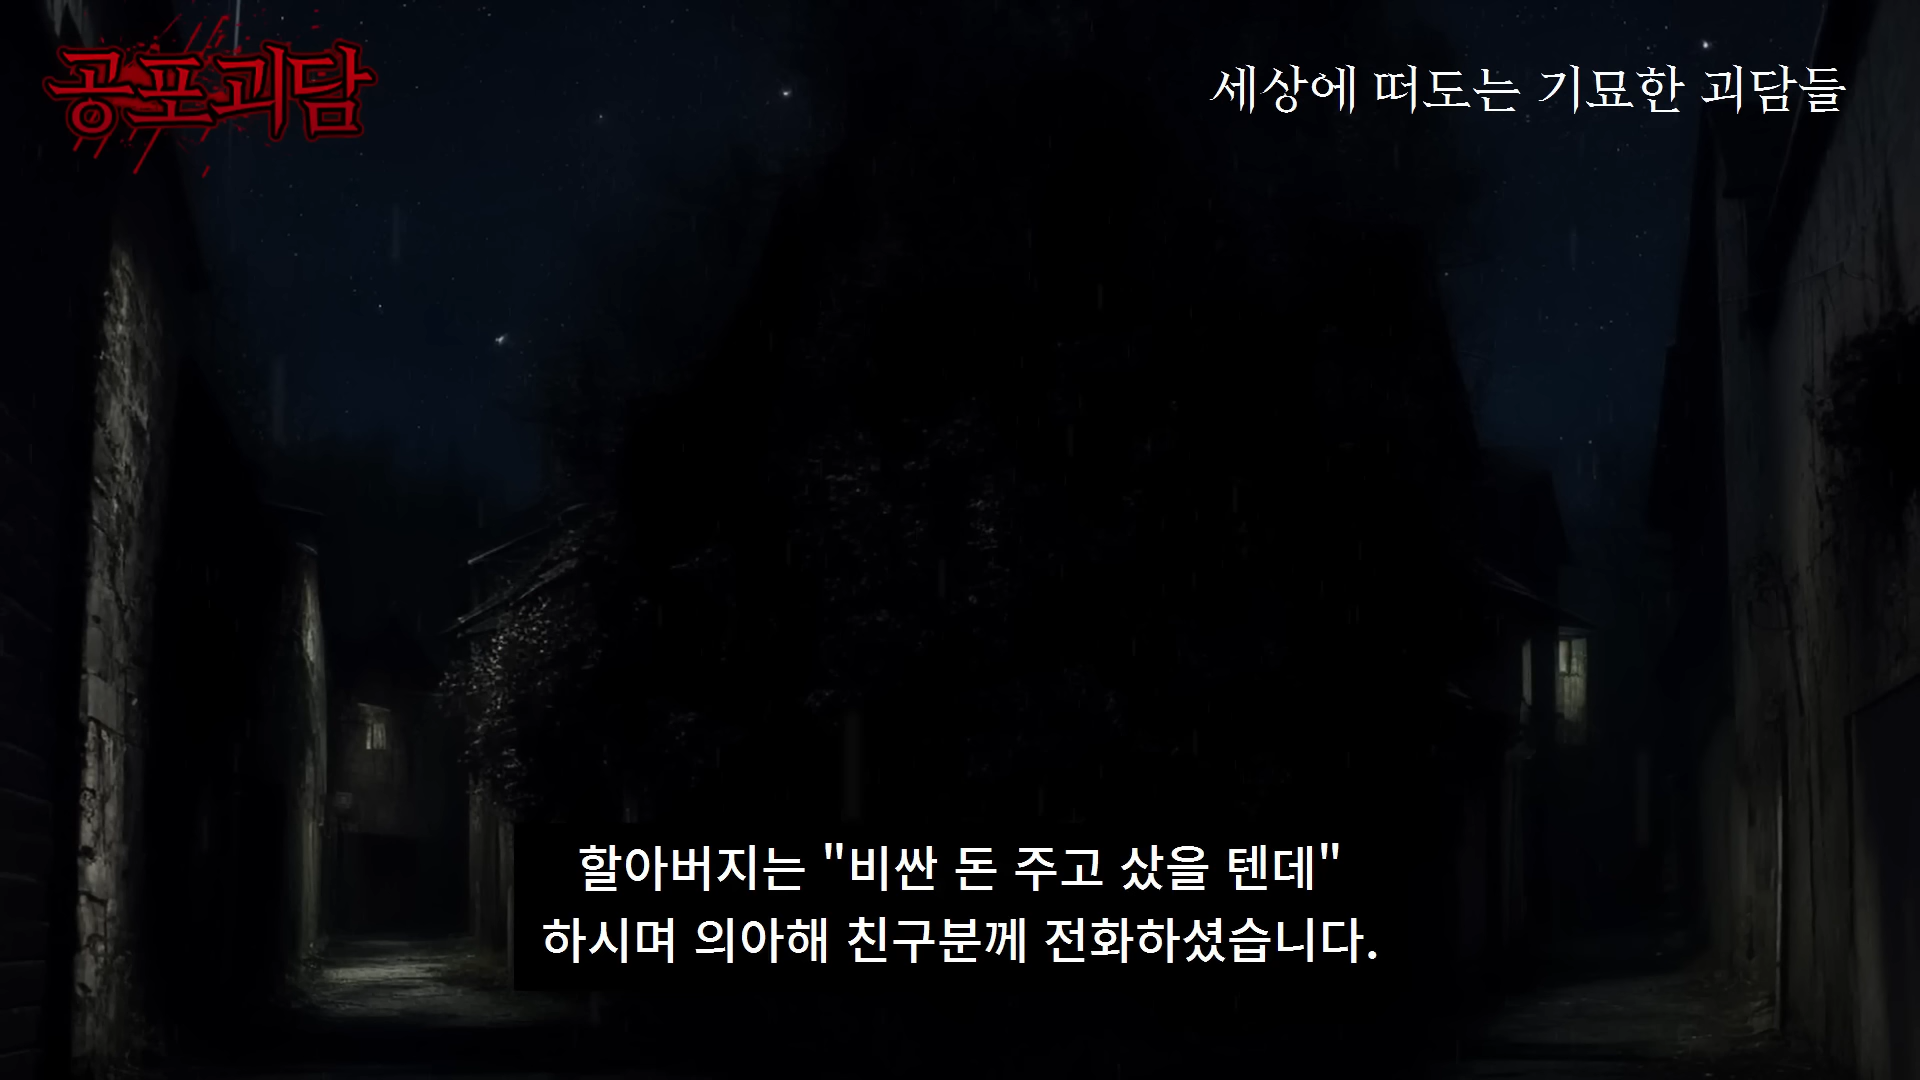 공포괴담
세상에 떠도는 기묘한 괴담들
할아버지는 "비싼 돈 주고 샀을 텐데"
하시며 의아해 친구분께 전화하셨습니다.